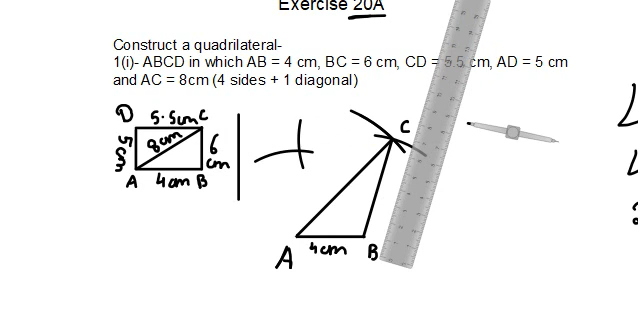 Exercise 20A
Construct a quadrilateral-
1(i)- ABCD in which AB = 4 cm, BC = 6 cm, CD = 5.5 cm, AD = 5 cm
and AC = 8cm (4 sides + 1 diagonal)
D 5.5cm C
5cm 8cm 6 cm
A 4cm B
C
A 4cm B